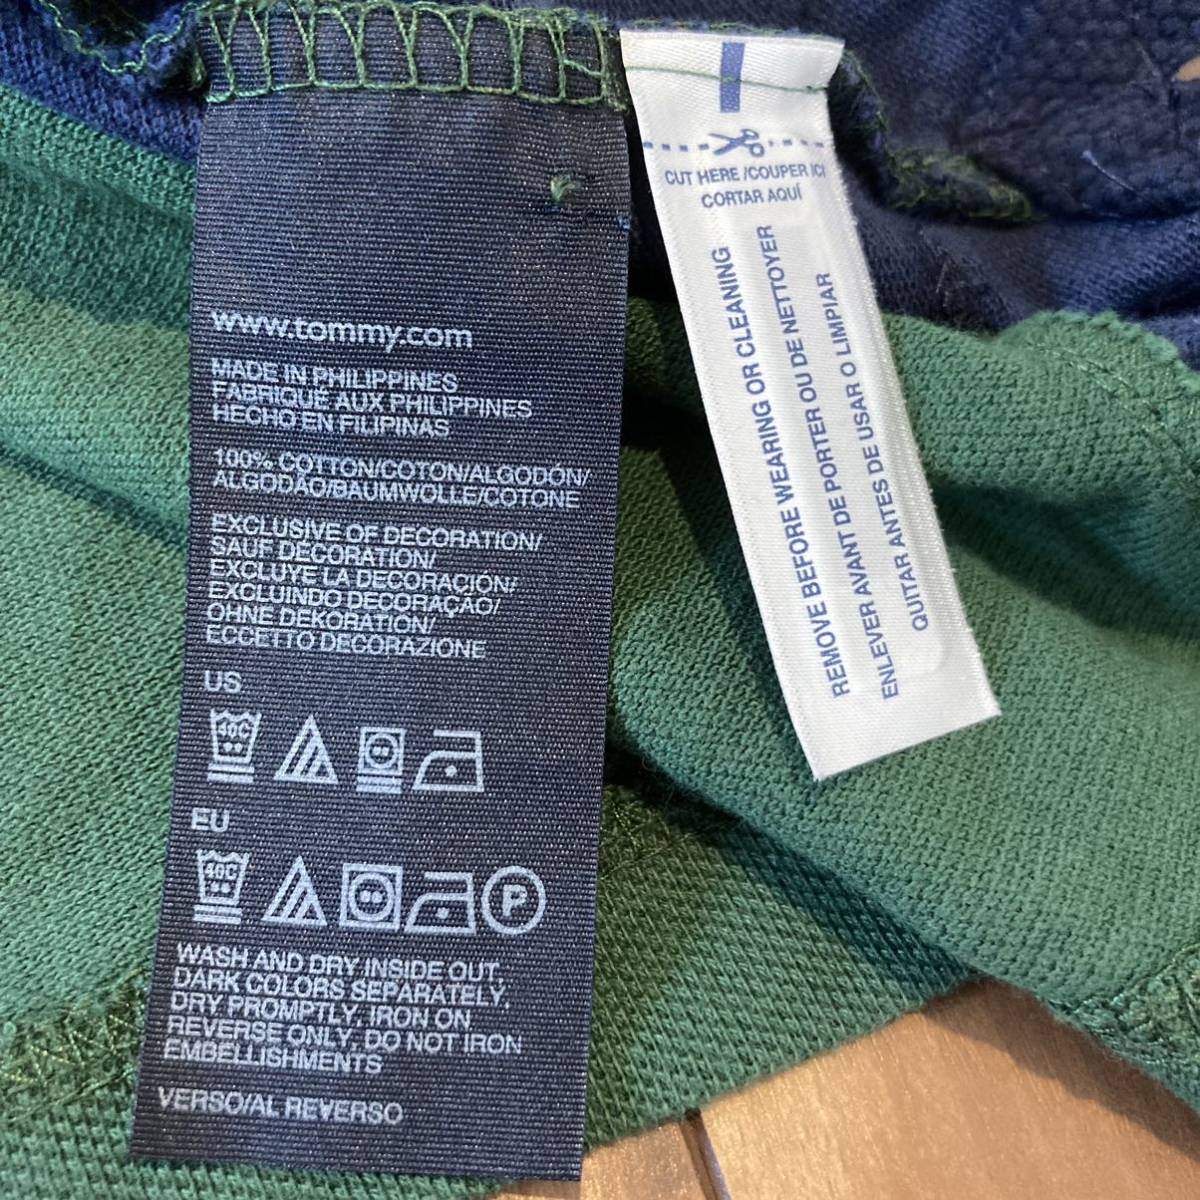 www.tommy.com
MADE IN PHILIPPINES
FABRIQUÉ AUX PHILIPPINES
HECHO EN FILIPINAS
100% COTTON/COTON/ALGODÓN/
ALGODÃO/BAUMWOLLE/COTONE
EXCLUSIVE OF DECORATION/
SAUF DÉCORATION/
EXCLUYE LA DECORACIÓN/
EXCLUINDO DECORAÇÃO/
OHNE DEKORATION/
ECCETTO DECORAZIONE
US
40C
EU
40C
P
WASH AND DRY INSIDE OUT,
DARK COLORS SEPARATELY,
DRY PROMPTLY, IRON ON
REVERSE ONLY, DO NOT IRON
EMBELLISHMENTS
VERSO/AL REVERSO
CUT HERE /COUPER ICI
CORTAR AQUÍ
REMOVE BEFORE WEARING OR CLEANING
ENLEVER AVANT DE PORTER OU DE NETTOYER
QUITAR ANTES DE USAR O LIMPIAR